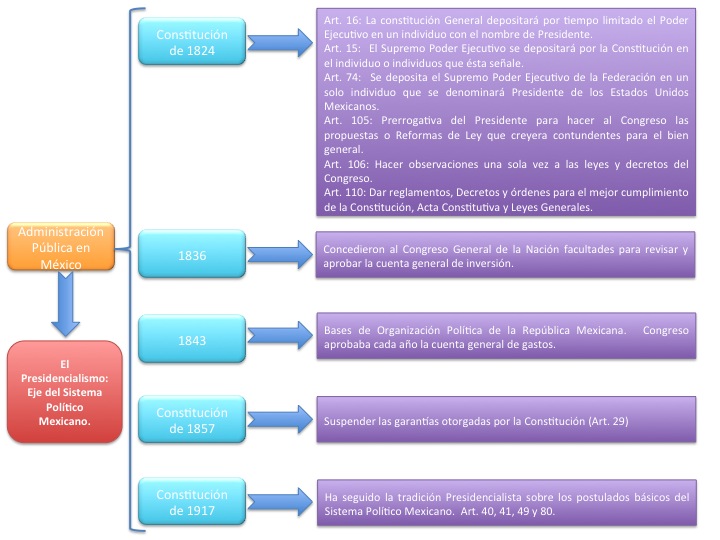 Constitución
de 1824
Art. 16: La constitución General depositará por tiempo limitado el Poder
Ejecutivo en un individuo con el nombre de Presidente.
Art. 15:  El Supremo Poder Ejecutivo se depositará por la Constitución en
el individuo o individuos que ésta señale.
Art. 74:  Se deposita el Supremo Poder Ejecutivo de la Federación en un
solo individuo que se denominará Presidente de los Estados Unidos
Mexicanos.
Art. 105: Prerrogativa del Presidente para hacer al Congreso las
propuestas o Reformas de Ley que creyera contundentes para el bien
general.
Art. 106: Hacer observaciones una sola vez a las leyes y decretos del
Congreso.
Art. 110: Dar reglamentos, Decretos y órdenes para el mejor cumplimiento
de la Constitución, Acta Constitutiva y Leyes Generales.
Administración
Pública en
México
1836
Concedieron al Congreso General de la Nación facultades para revisar y
aprobar la cuenta general de inversión.
1843
Bases de Organización Política de la República Mexicana.  Congreso
aprobaba cada año la cuenta general de gastos.
El
Presidencialismo:
Eje del Sistema
Político
Mexicano.
Constitución
de 1857
Suspender las garantías otorgadas por la Constitución (Art. 29)
Constitución
de 1917
Ha seguido la tradición Presidencialista sobre los postulados básicos del
Sistema Político Mexicano.  Art. 40, 41, 49 y 80.